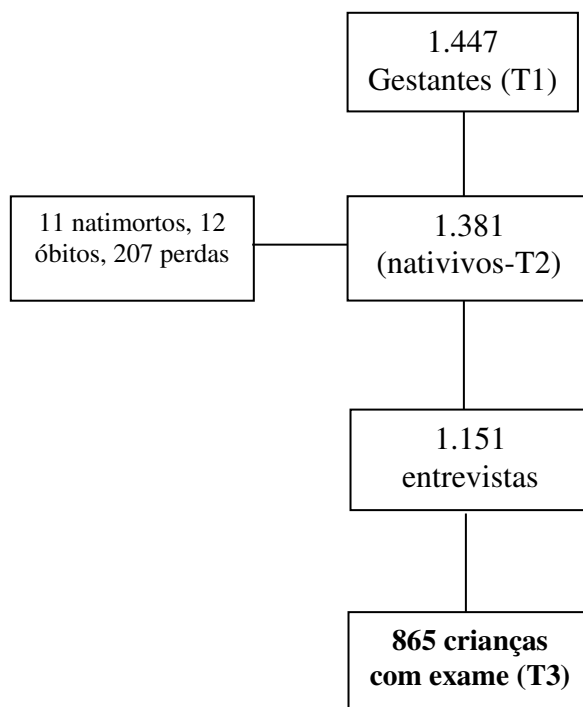 1.447
Gestantes (T1)
11 natimortos, 12
óbitos, 207 perdas
1.381
(nativivos-T2)
1.151
entrevistas
865 crianças
com exame (T3)